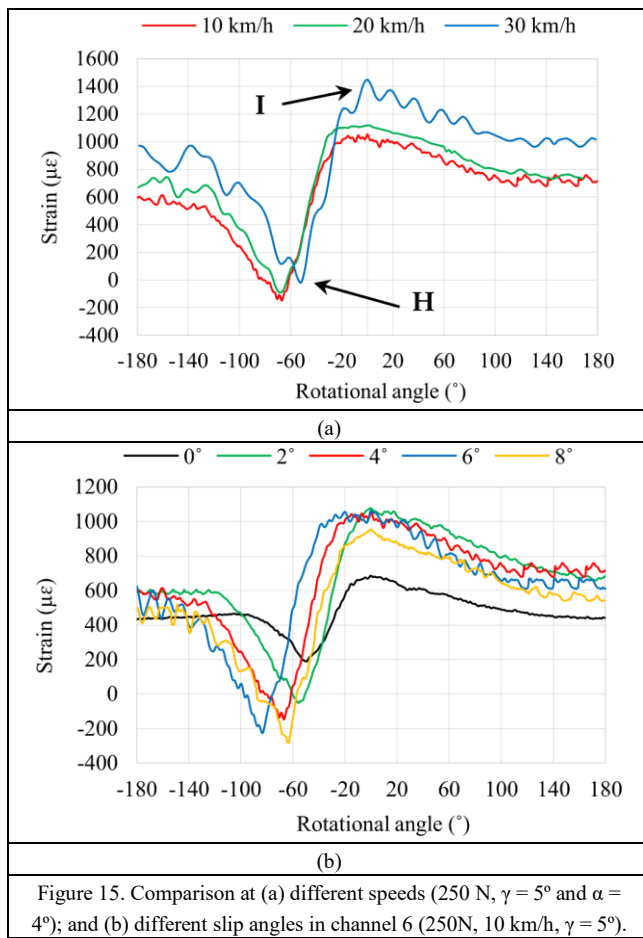 10 km/h 20 km/h 30 km/h
1600
1400
1200
1000
800
600
400
200
0
-200
-400
Strain (με)
I
H
-180 -140 -100 -60 -20 20 60 100 140 180
Rotational angle (˚)
(a)
0˚ 2˚ 4˚ 6˚ 8˚
1200
1000
800
600
400
200
0
-200
-400
Strain (με)
-180 -140 -100 -60 -20 20 60 100 140 180
Rotational angle (˚)
(b)
Figure 15. Comparison at (a) different speeds (250 N, γ = 5º and α =
4º); and (b) different slip angles in channel 6 (250N, 10 km/h, γ = 5º).